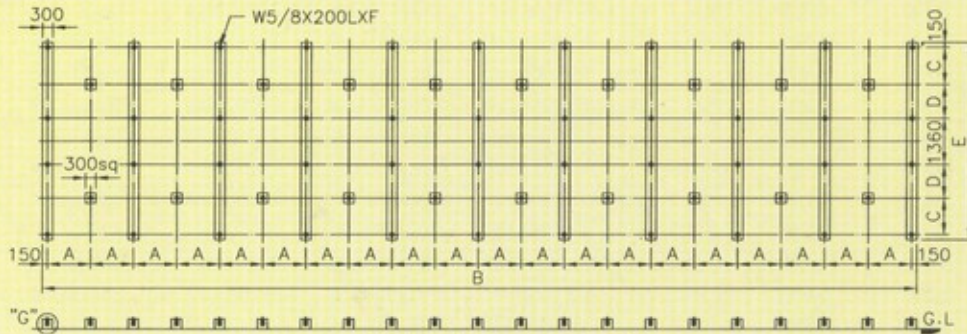 300
W5/8X200LXF
150
C
D
1360
E
300sq
D
C
150 A A A A A A A A A A A A A A A A A A A A 150
B
"G"
G.L